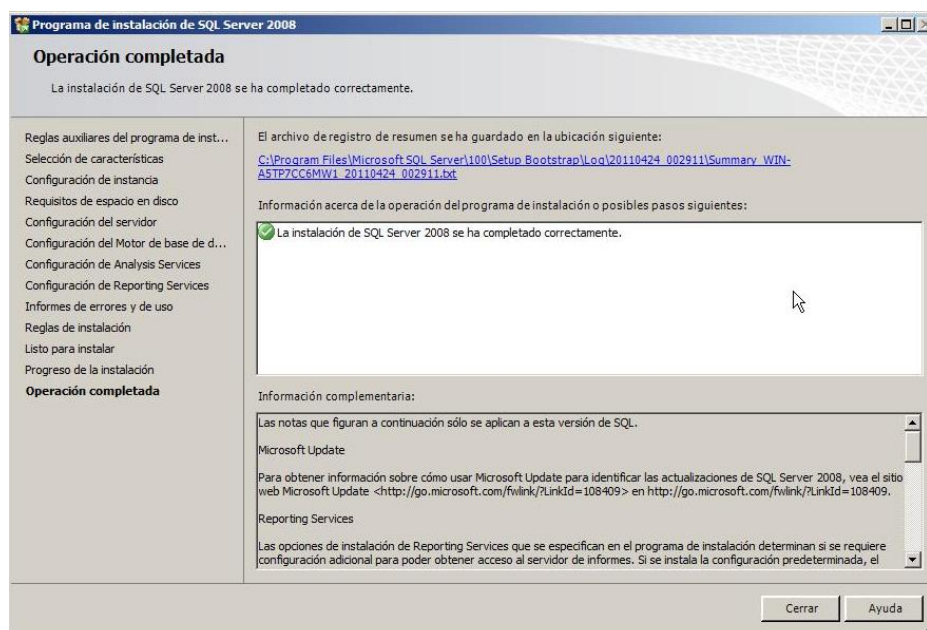 Programa de instalación de SQL Server 2008
Operación completada
La instalación de SQL Server 2008 se ha completado correctamente.
Reglas auxiliares del programa de inst...
Selección de características
Configuración de instancia
Requisitos de espacio en disco
Configuración del servidor
Configuración del Motor de base de d...
Configuración de Analysis Services
Configuración de Reporting Services
Informes de errores y de uso
Reglas de instalación
Listo para instalar
Progreso de la instalación
Operación completada
El archivo de registro de resumen se ha guardado en la ubicación siguiente:
C:\Program Files\Microsoft SQL Server\100\Setup Bootstrap\Log\20110424_002911\Summary_WIN-
A5TP7CC6MW1_20110424_002911.txt
Información acerca de la operación del programa de instalación o posibles pasos siguientes:
La instalación de SQL Server 2008 se ha completado correctamente.
Información complementaria:
Las notas que figuran a continuación sólo se aplican a esta versión de SQL.
Microsoft Update
Para obtener información sobre cómo usar Microsoft Update para identificar las actualizaciones de SQL Server 2008, vea el sitio
web Microsoft Update <http://go.microsoft.com/fwlink/?LinkId=108409> en http://go.microsoft.com/fwlink/?LinkId=108409.
Reporting Services
Las opciones de instalación de Reporting Services que se especifican en el programa de instalación determinan si se requiere
configuración adicional para poder obtener acceso al servidor de informes. Si se instala la configuración predeterminada, el
Cerrar
Ayuda